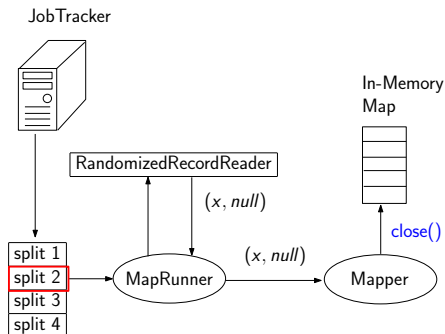 JobTracker
In-Memory
Map
RandomizedRecordReader
(x, null)
close()
split 1
split 2
split 3
split 4
MapRunner
(x, null)
Mapper